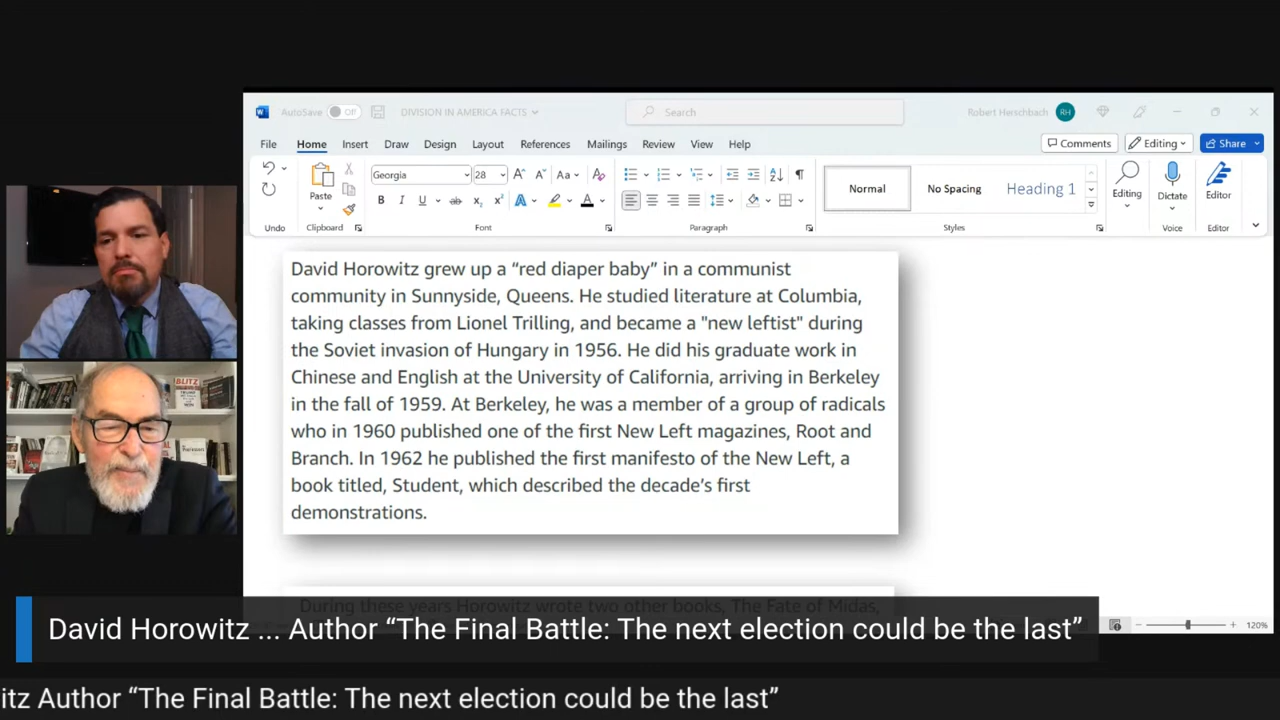 AutoSave Off DIVISION IN AMERICA FACTS Search Robert Herschbach RH
File Home Insert Draw Design Layout References Mailings Review View Help Comments Editing Share
Georgia 28 Aa
Paste Normal No Spacing Heading 1 Editing Dictate Editor
B I U ab x₂ x² A A
Undo Clipboard Font Paragraph Styles Voice Editor
David Horowitz grew up a “red diaper baby” in a communist
community in Sunnyside, Queens. He studied literature at Columbia,
taking classes from Lionel Trilling, and became a "new leftist" during
the Soviet invasion of Hungary in 1956. He did his graduate work in
Chinese and English at the University of California, arriving in Berkeley
in the fall of 1959. At Berkeley, he was a member of a group of radicals
who in 1960 published one of the first New Left magazines, Root and
Branch. In 1962 he published the first manifesto of the New Left, a
book titled, Student, which described the decade’s first
demonstrations.
During these years Horowitz wrote two other books, The Fate of Midas,
120%
BLITZ
David Horowitz ... Author “The Final Battle: The next election could be the last”
itz Author “The Final Battle: The next election could be the last”